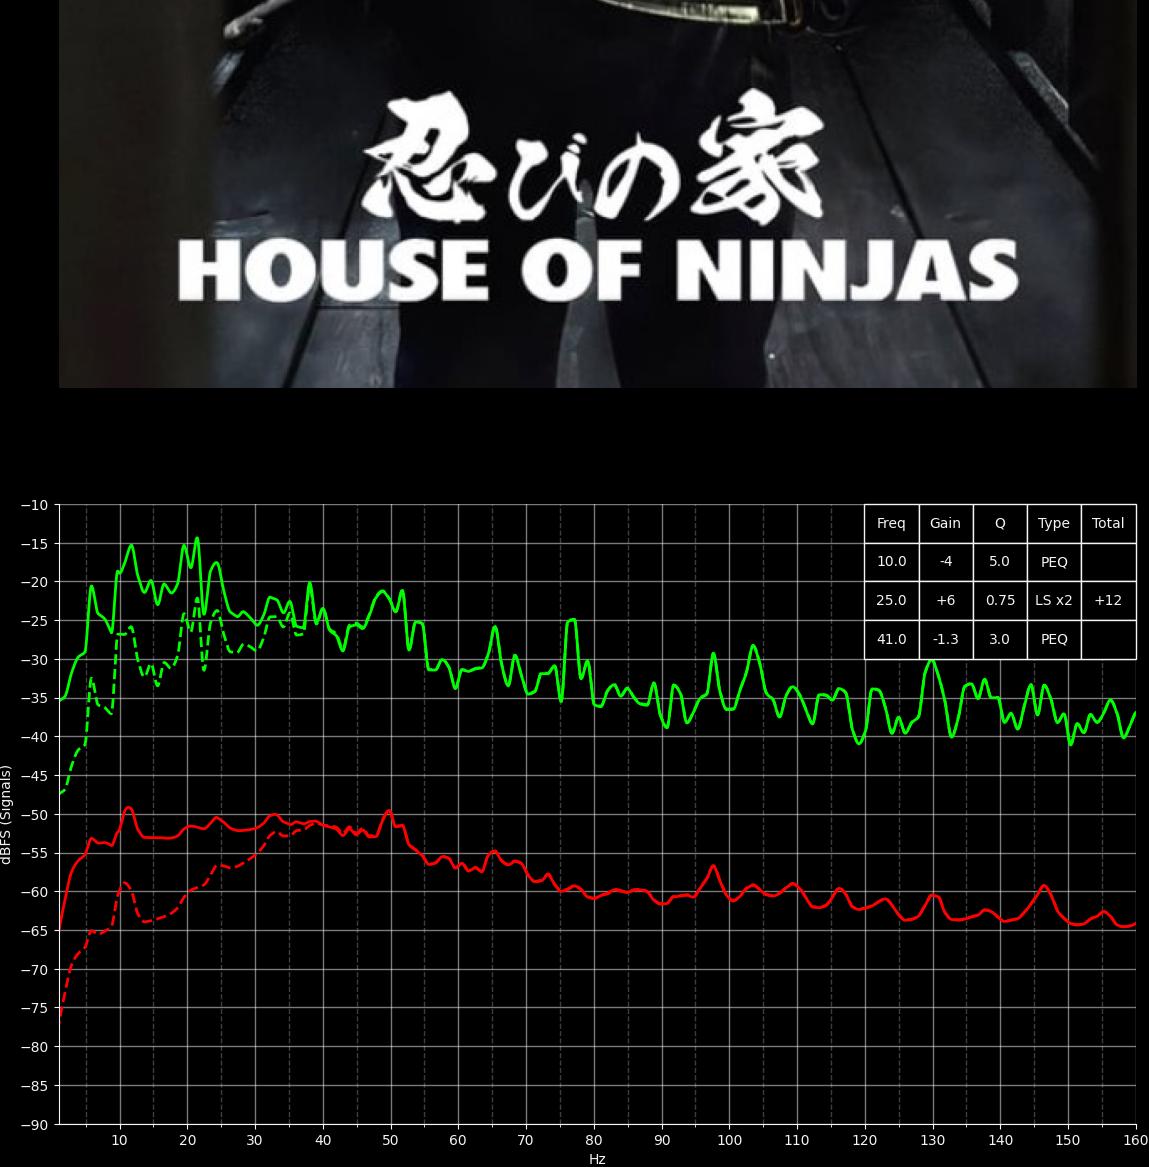 忍びの家
HOUSE OF NINJAS
Freq Gain Q Type Total
10.0 -4 5.0 PEQ
25.0 +6 0.75 LS x2 +12
41.0 -1.3 3.0 PEQ
−10
−15
−20
−25
−30
−35
−40
−45
−50
−55
−60
−65
−70
−75
−80
−85
−90
dBFS (Signals)
10 20 30 40 50 60 70 80 90 100 110 120 130 140 150 160
Hz